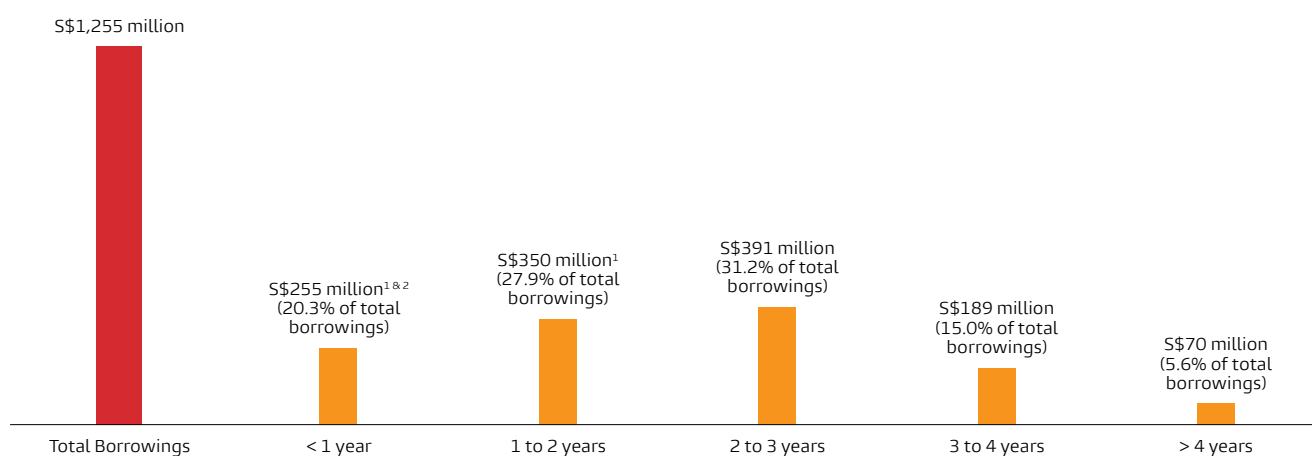 S$1,255 million
S$255 million¹ & ²
(20.3% of total
borrowings)
S$350 million¹
(27.9% of total
borrowings)
S$391 million
(31.2% of total
borrowings)
S$189 million
(15.0% of total
borrowings)
S$70 million
(5.6% of total
borrowings)
Total Borrowings
< 1 year
1 to 2 years
2 to 3 years
3 to 4 years
> 4 years